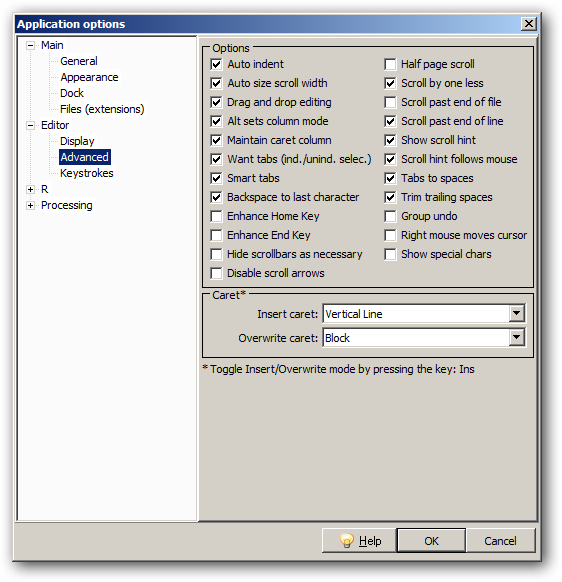 Application options
Main
General
Appearance
Dock
Files (extensions)
Editor
Display
Advanced
Keystrokes
R
Processing
Options
Auto indent
Auto size scroll width
Drag and drop editing
Alt sets column mode
Maintain caret column
Want tabs (ind./unind. selec.)
Smart tabs
Backspace to last character
Enhance Home Key
Enhance End Key
Hide scrollbars as necessary
Disable scroll arrows
Half page scroll
Scroll by one less
Scroll past end of file
Scroll past end of line
Show scroll hint
Scroll hint follows mouse
Tabs to spaces
Trim trailing spaces
Group undo
Right mouse moves cursor
Show special chars
Caret*
Insert caret: Vertical Line
Overwrite caret: Block
* Toggle Insert/Overwrite mode by pressing the key: Ins
Help OK Cancel